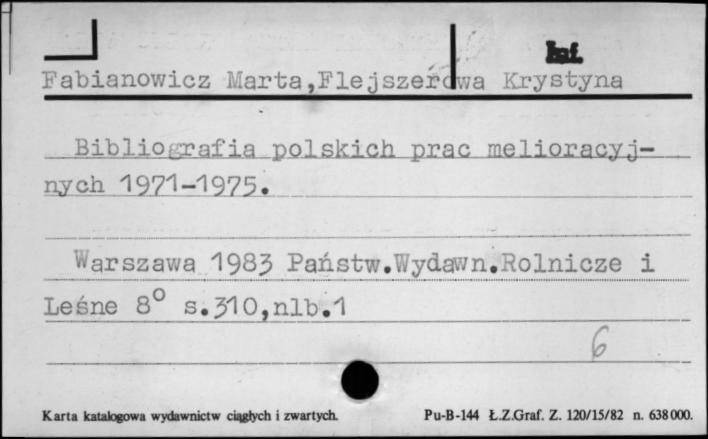 Inf.
Fabianowicz Marta,Flejszerowa Krystyna
Bibliografia polskich prac melioracyj-
nych 1971-1975.
Warszawa 1983 Państw.Wydawn.Rolnicze i
Leśne 8° s.310,nlb.1
6
Karta katalogowa wydawnictw ciągłych i zwartych. Pu-B-144 Ł.Z.Graf. Z. 120/15/82 n. 638000.